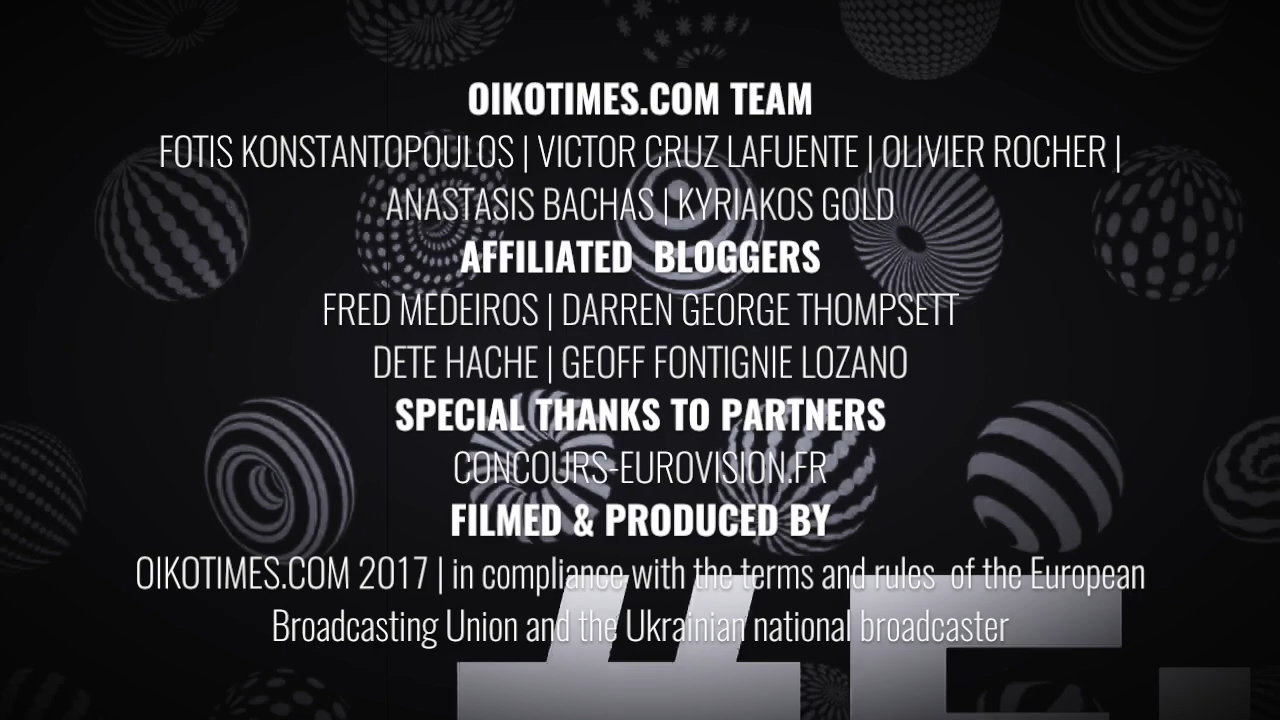 OIKOTIMES.COM TEAM
FOTIS KONSTANTOPOULOS | VICTOR CRUZ LAFUENTE | OLIVIER ROCHER |
ANASTASIS BACHAS | KYRIAKOS GOLD
AFFILIATED  BLOGGERS
FRED MEDEIROS | DARREN GEORGE THOMPSETT
DETE HACHE | GEOFF FONTIGNIE LOZANO
SPECIAL THANKS TO PARTNERS
CONCOURS-EUROVISION.FR
FILMED & PRODUCED BY
OIKOTIMES.COM 2017 | in compliance with the terms and rules  of the European
Broadcasting Union and the Ukrainian national broadcaster